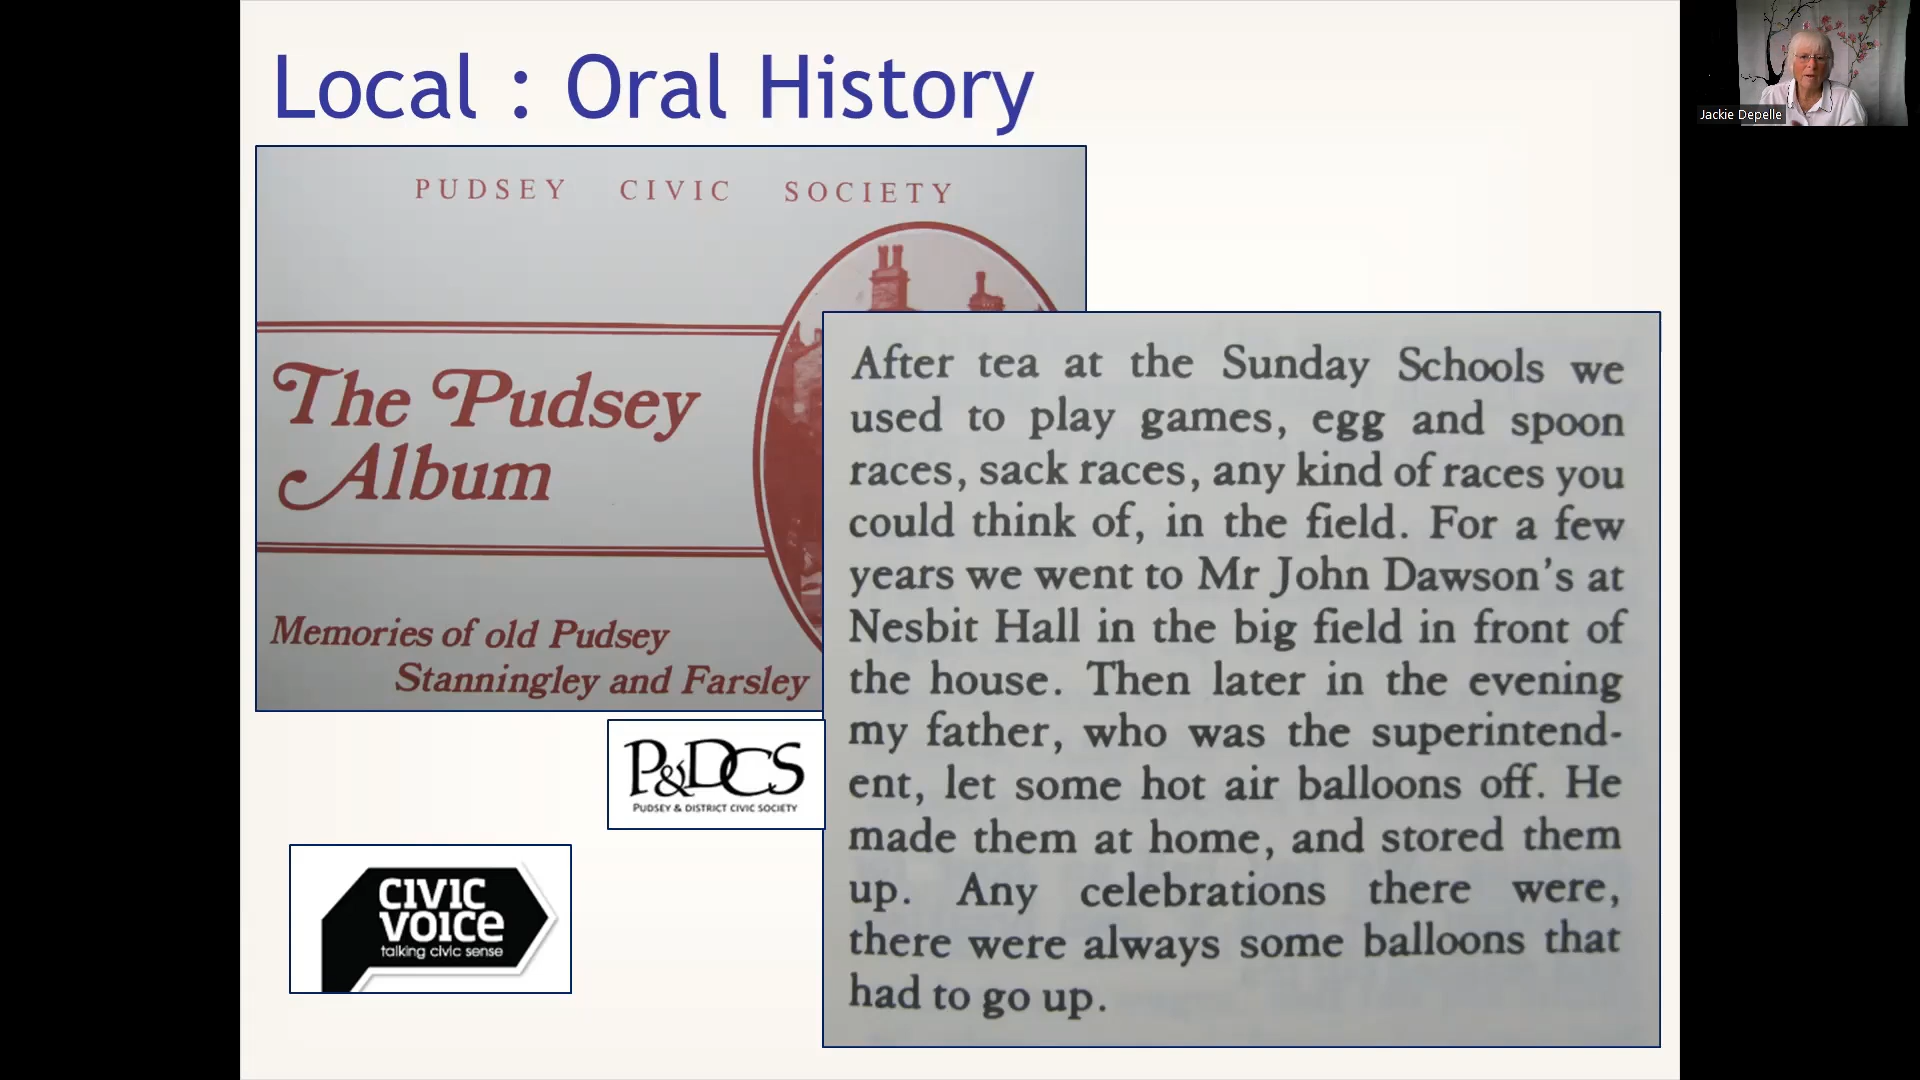 Local : Oral History
PUDSEY CIVIC SOCIETY
The Pudsey
Album
Memories of old Pudsey
Stanningley and Farsley
After tea at the Sunday Schools we
used to play games, egg and spoon
races, sack races, any kind of races you
could think of, in the field. For a few
years we went to Mr John Dawson's at
Nesbit Hall in the big field in front of
the house. Then later in the evening
my father, who was the superintend-
ent, let some hot air balloons off. He
made them at home, and stored them
up. Any celebrations there were,
there were always some balloons that
had to go up.
P&DCS
PUDSEY & DISTRICT CIVIC SOCIETY
CIVIC
VOICE
talking civic sense
Jackie Depelle